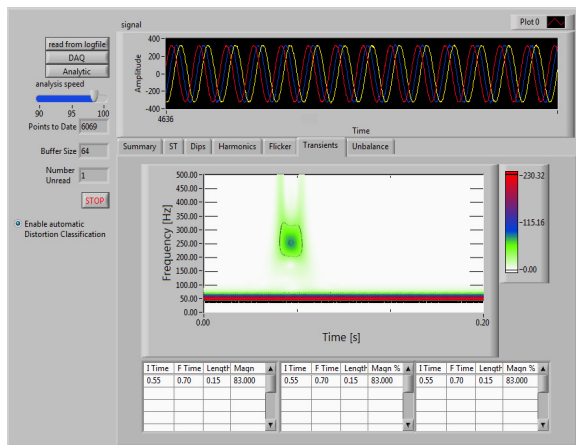 signal
Plot 0
read from logfile
DAQ
Analytic
analysis speed
90 95 100
Points to Date 6069
Buffer Size 64
Number Unread 1
STOP
Enable automatic
Distortion Classification
Amplitude
400
200
0
-200
-400
4636
Time
Summary ST Dips Harmonics Flicker Transients Unbalance
Frequency [Hz]
500.00
450.00
400.00
350.00
300.00
250.00
200.00
150.00
100.00
50.00
0.00
0.00 0.20
Time [s]
230.32
115.16
0.00
I Time F Time Length Magn
0.55 0.70 0.15 83.000
I Time F Time Length Magn %
0.55 0.70 0.15 83.000
I Time F Time Length Magn %
0.55 0.70 0.15 83.000